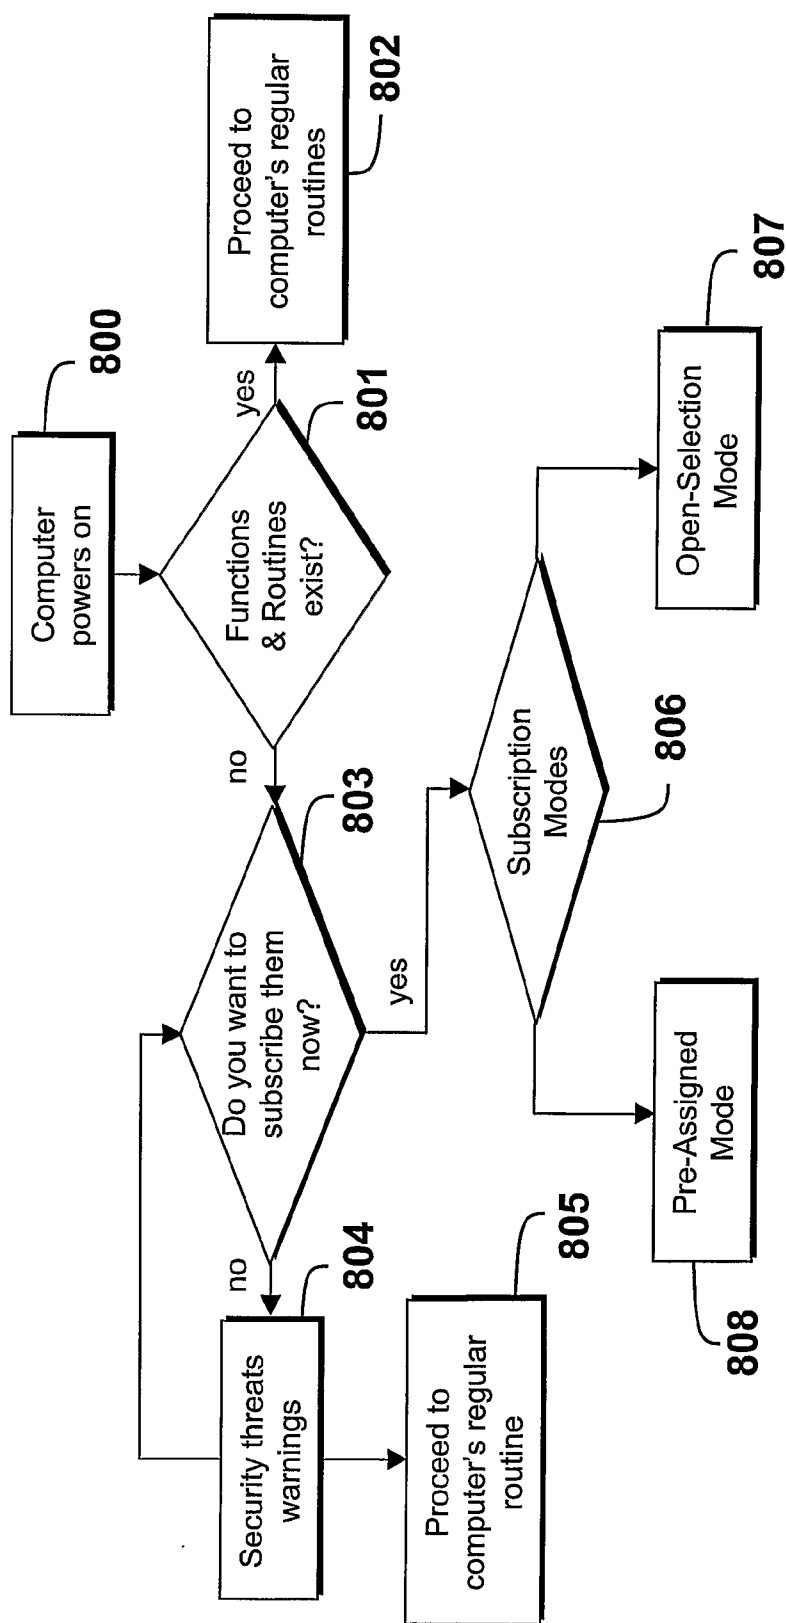 Computer
powers on
800
Functions
& Routines
exist?
801
yes
Proceed to
computer's regular
routines
802
no
Do you want to
subscribe them
now?
803
no
Security threats
warnings
804
Proceed to
computer's regular
routine
805
yes
Subscription
Modes
806
Open-Selection
Mode
807
Pre-Assigned
Mode
808